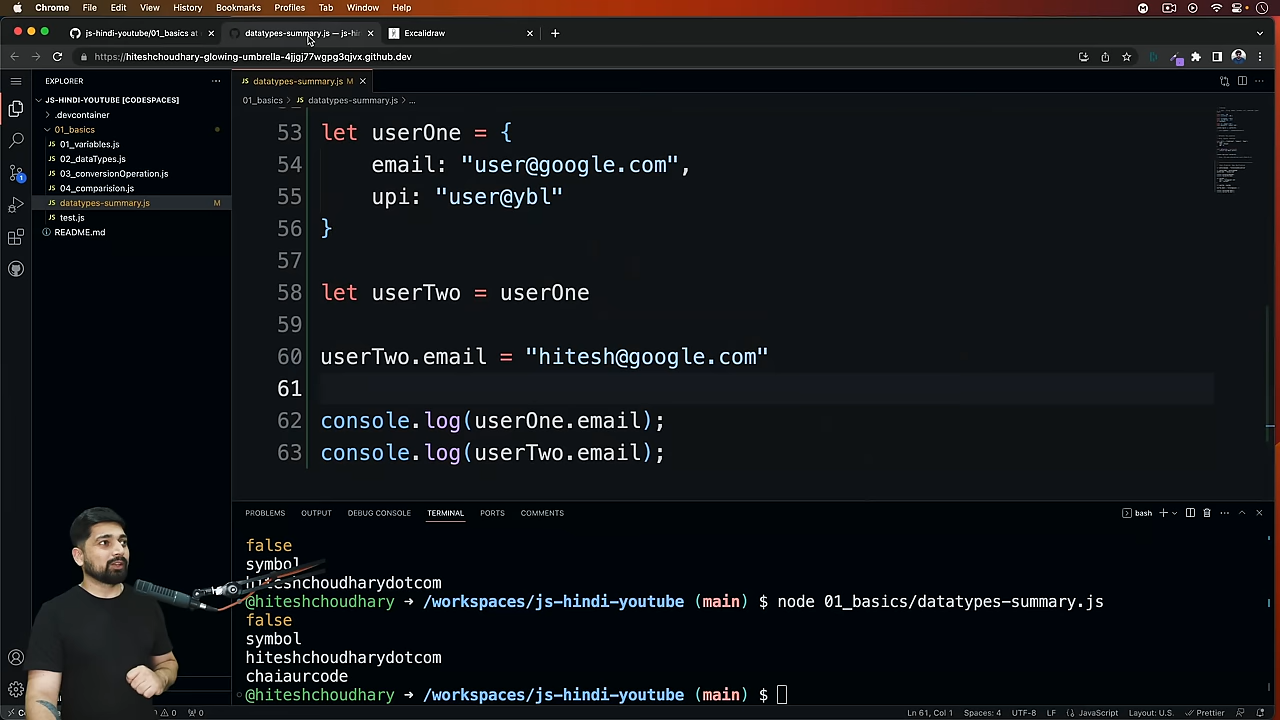 Chrome File Edit View History Bookmarks Profiles Tab Window Help
js-hindi-youtube/01_basics at
datatypes-summary.js — js-hin
Excalidraw
https://hiteshchoudhary-glowing-umbrella-4jjgj77wgpg3qjvx.github.dev
EXPLORER
JS-HINDI-YOUTUBE [CODESPACES]
.devcontainer
01_basics
JS 01_variables.js
JS 02_dataTypes.js
JS 03_conversionOperation.js
JS 04_comparision.js
JS datatypes-summary.js M
JS test.js
README.md
1
JS datatypes-summary.js M
01_basics > JS datatypes-summary.js > ...
53 let userOne = {
54 email: "user@google.com",
55 upi: "user@ybl"
56 }
57
58 let userTwo = userOne
59
60 userTwo.email = "hitesh@google.com"
61
62 console.log(userOne.email);
63 console.log(userTwo.email);
PROBLEMS OUTPUT DEBUG CONSOLE TERMINAL PORTS COMMENTS
bash
false
symbol
hiteshchoudharydotcom
@hiteshchoudhary → /workspaces/js-hindi-youtube (main) $ node 01_basics/datatypes-summary.js
false
symbol
hiteshchoudharydotcom
chaiaurcode
@hiteshchoudhary → /workspaces/js-hindi-youtube (main) $
0 0
Ln 61, Col 1 Spaces: 4 UTF-8 LF {} JavaScript Layout: U.S. Prettier